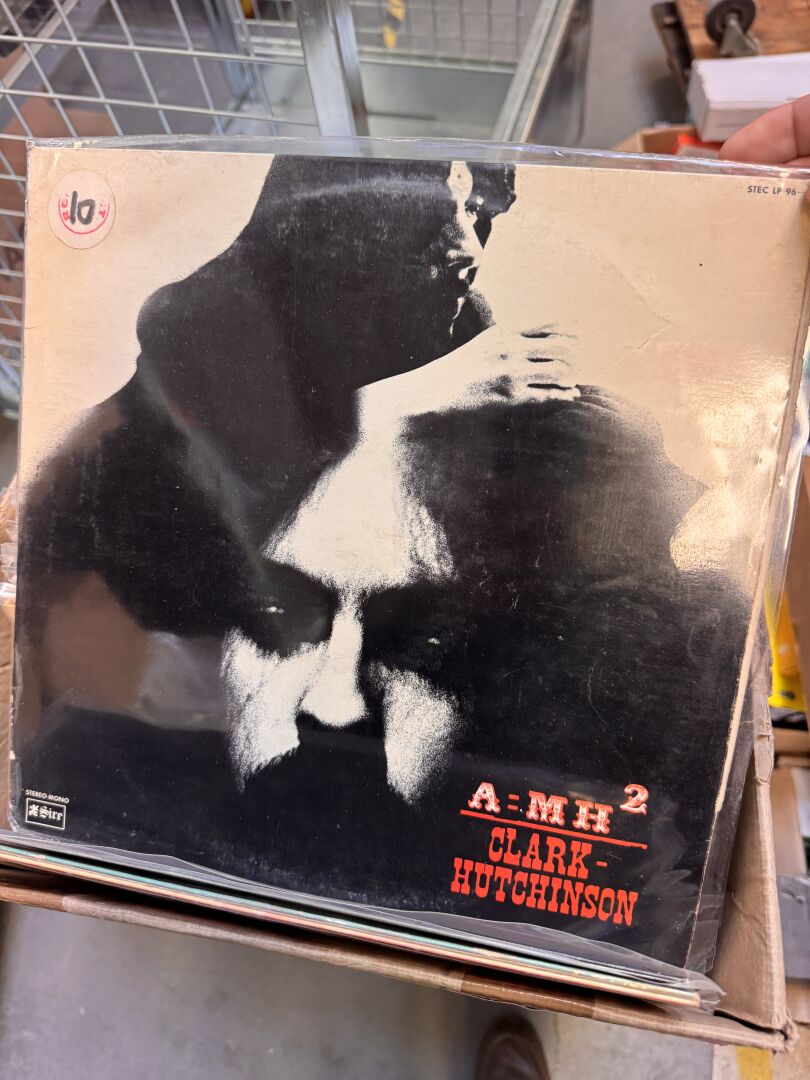 10
STEC LP 96
A = MH²
CLARK-
HUTCHINSON
STEREO-MONO
Sire